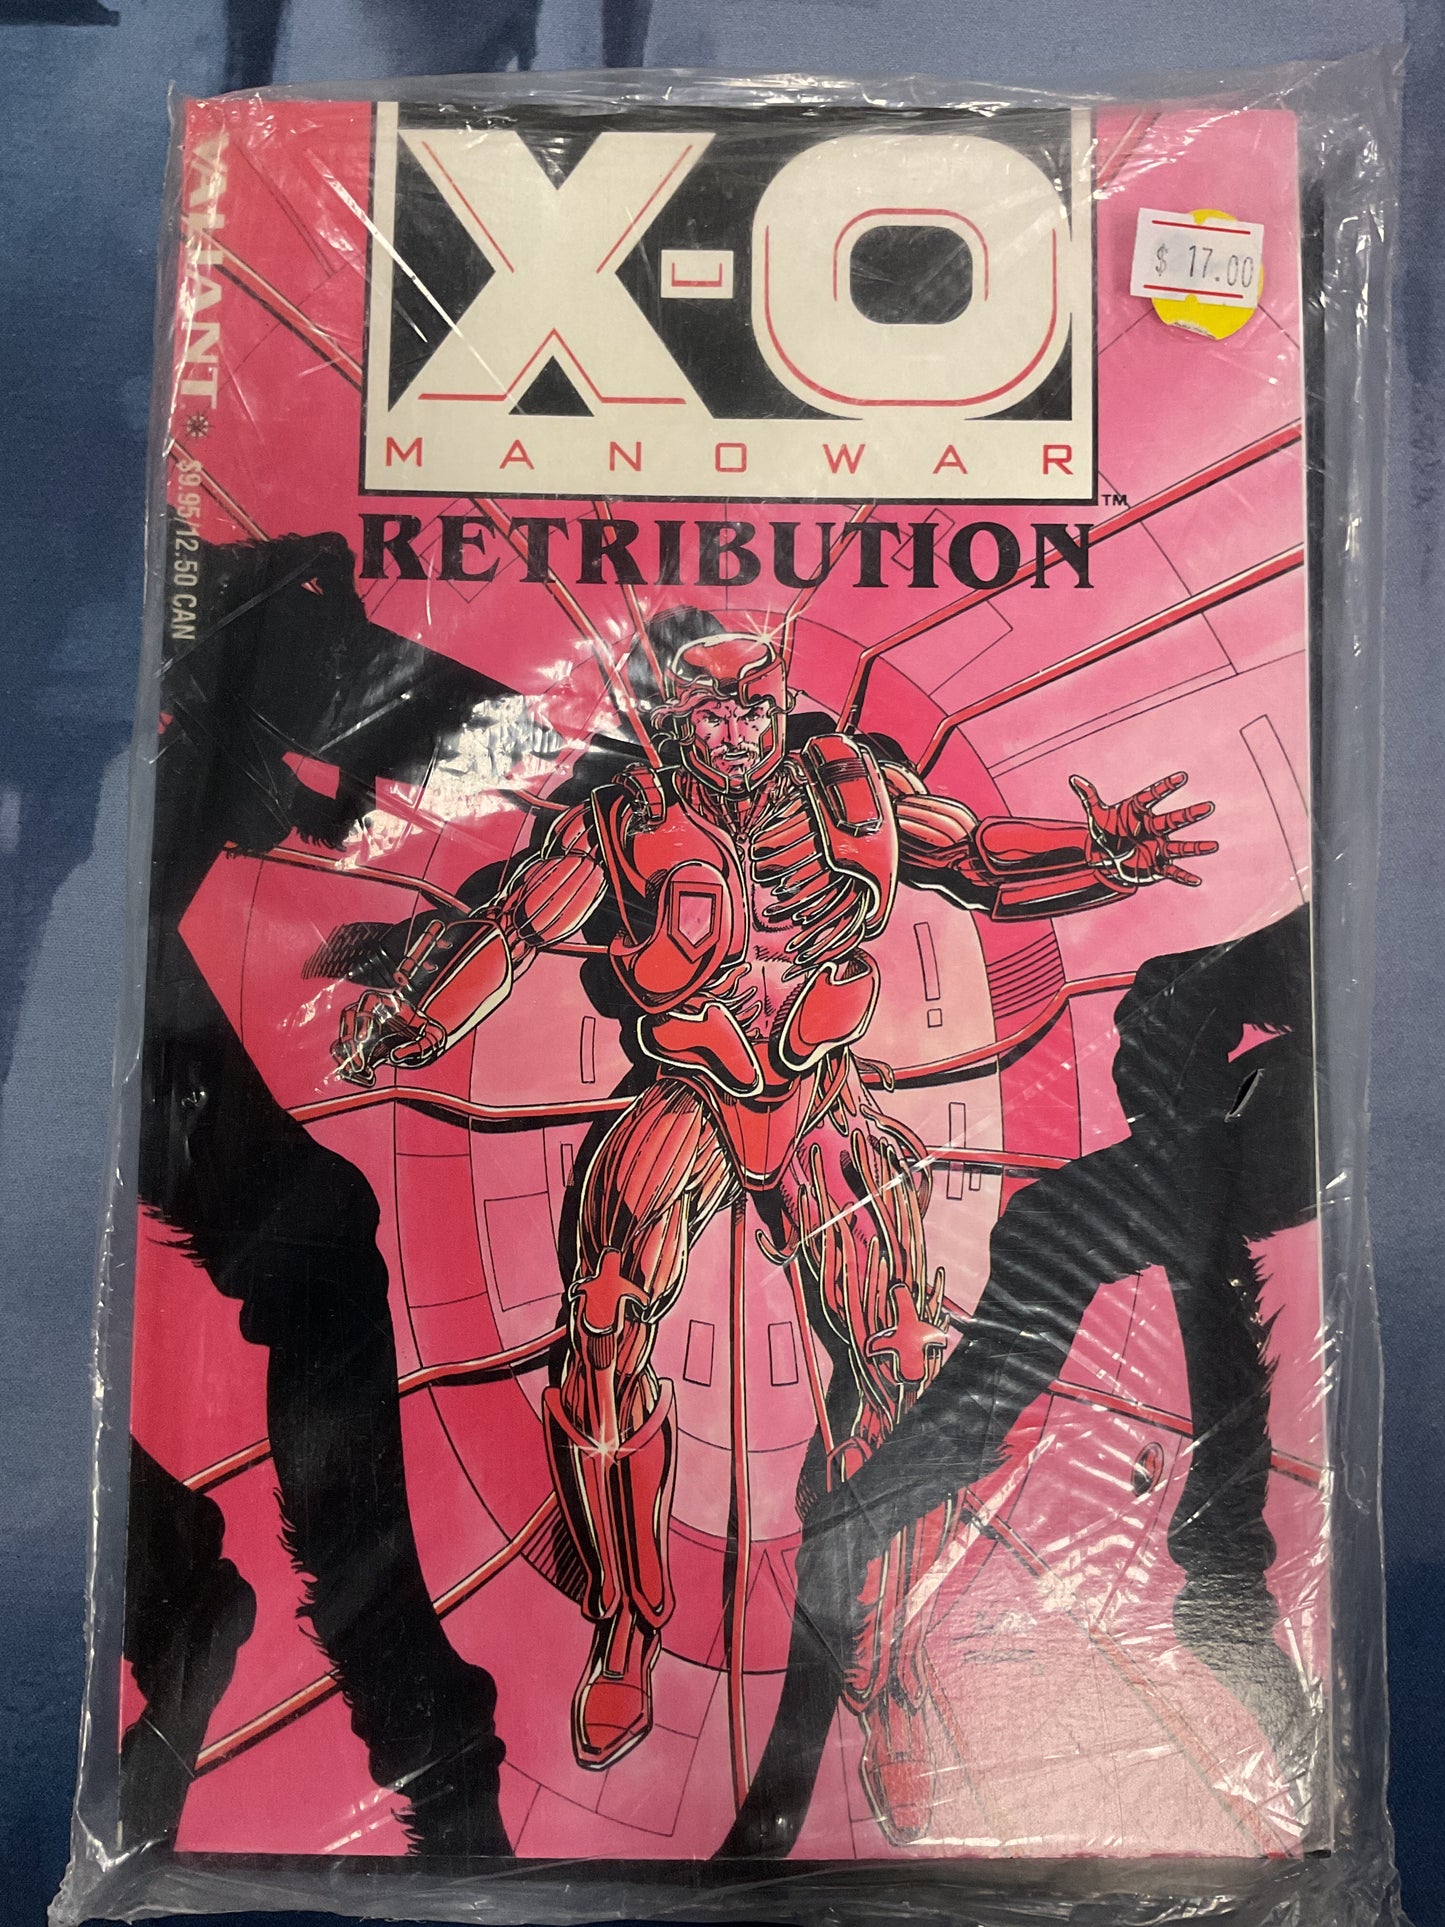 X-O
MANOWAR
TM
RETRIBUTION
$ 17.00
VALIANT
$9.95/12.50 CAN